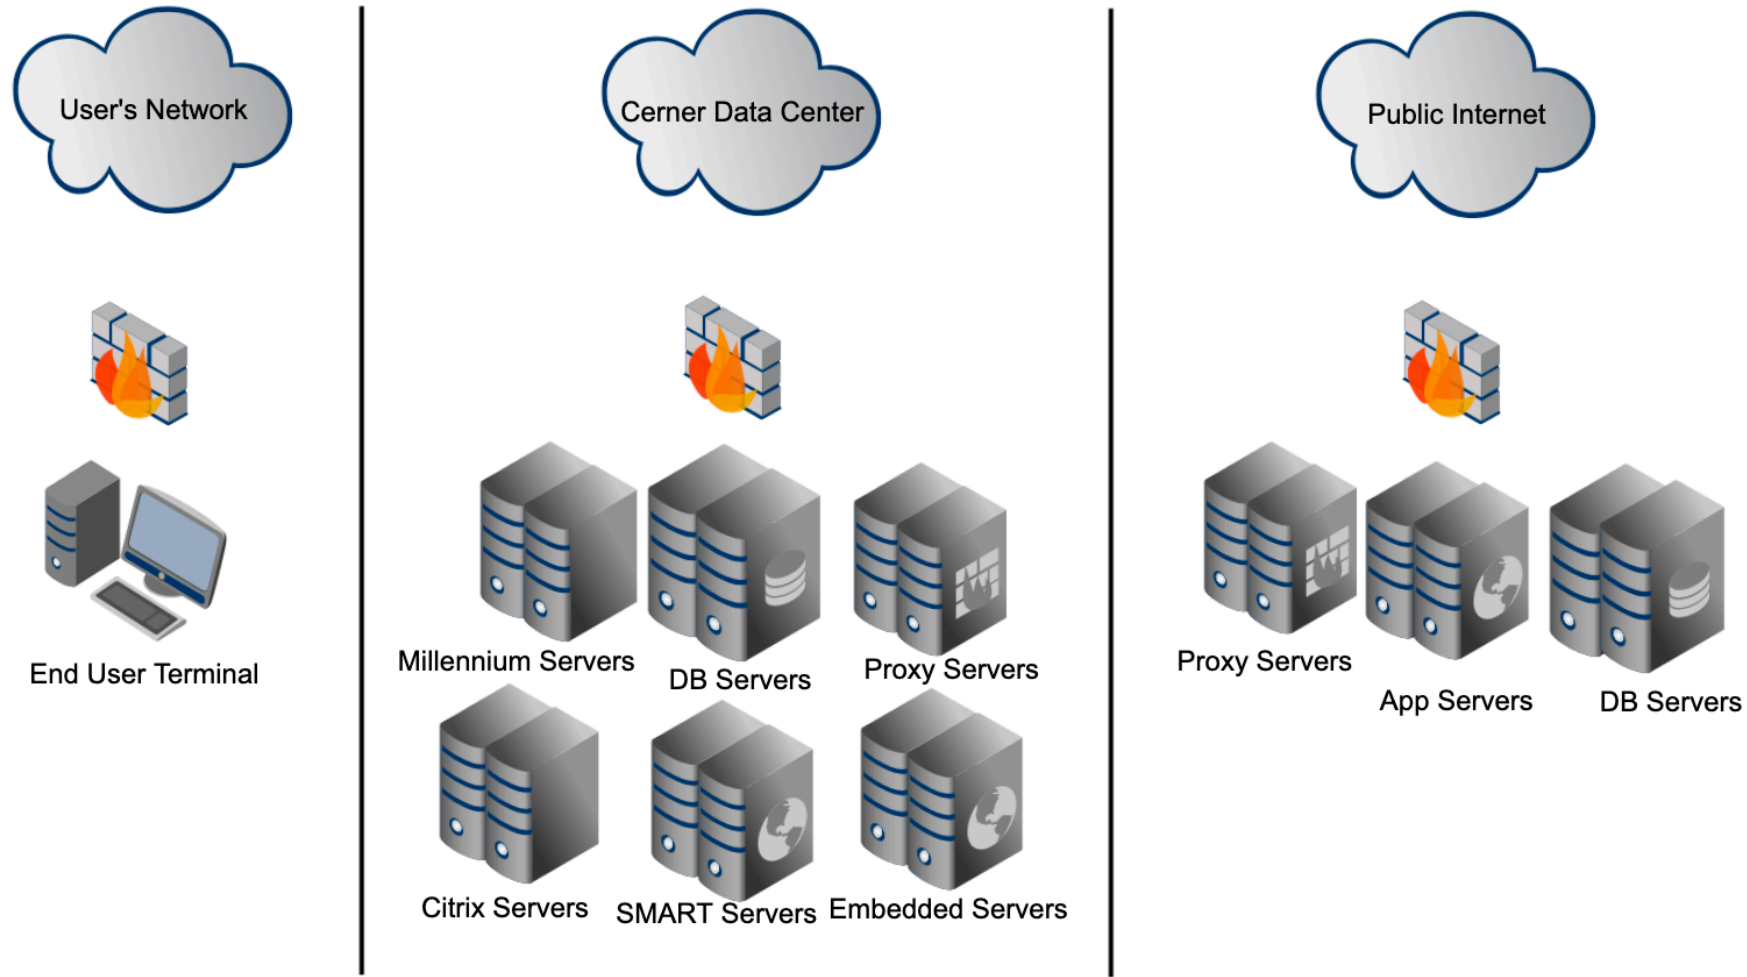 User's Network
Cerner Data Center
Public Internet
End User Terminal
Millennium Servers
DB Servers
Proxy Servers
Citrix Servers
SMART Servers
Embedded Servers
Proxy Servers
App Servers
DB Servers